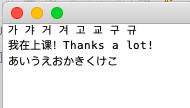 가 갸 거 겨 고 교 구 규
我在上课! Thanks a lot!
あいうえおかきくけこ